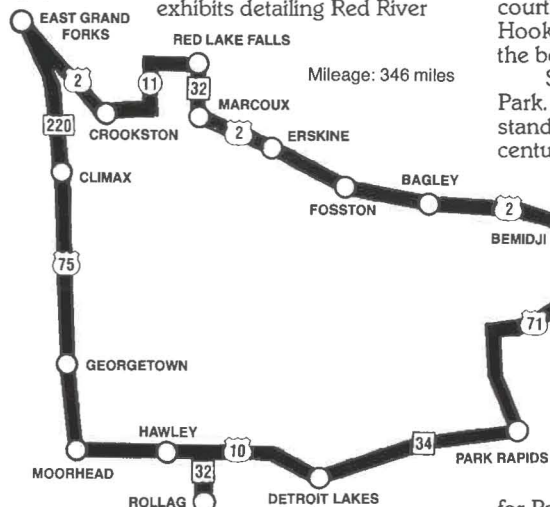 exhibits detailing Red River
court
Hook
the be
S
Park.
stand
centu
EAST GRAND
FORKS
RED LAKE FALLS
Mileage: 346 miles
2
11
32
MARCOUX
CROOKSTON
2
ERSKINE
220
CLIMAX
FOSSTON
BAGLEY
2
BEMIDJI
75
71
GEORGETOWN
HAWLEY
10
34
PARK RAPIDS
MOORHEAD
32
ROLLAG
DETROIT LAKES